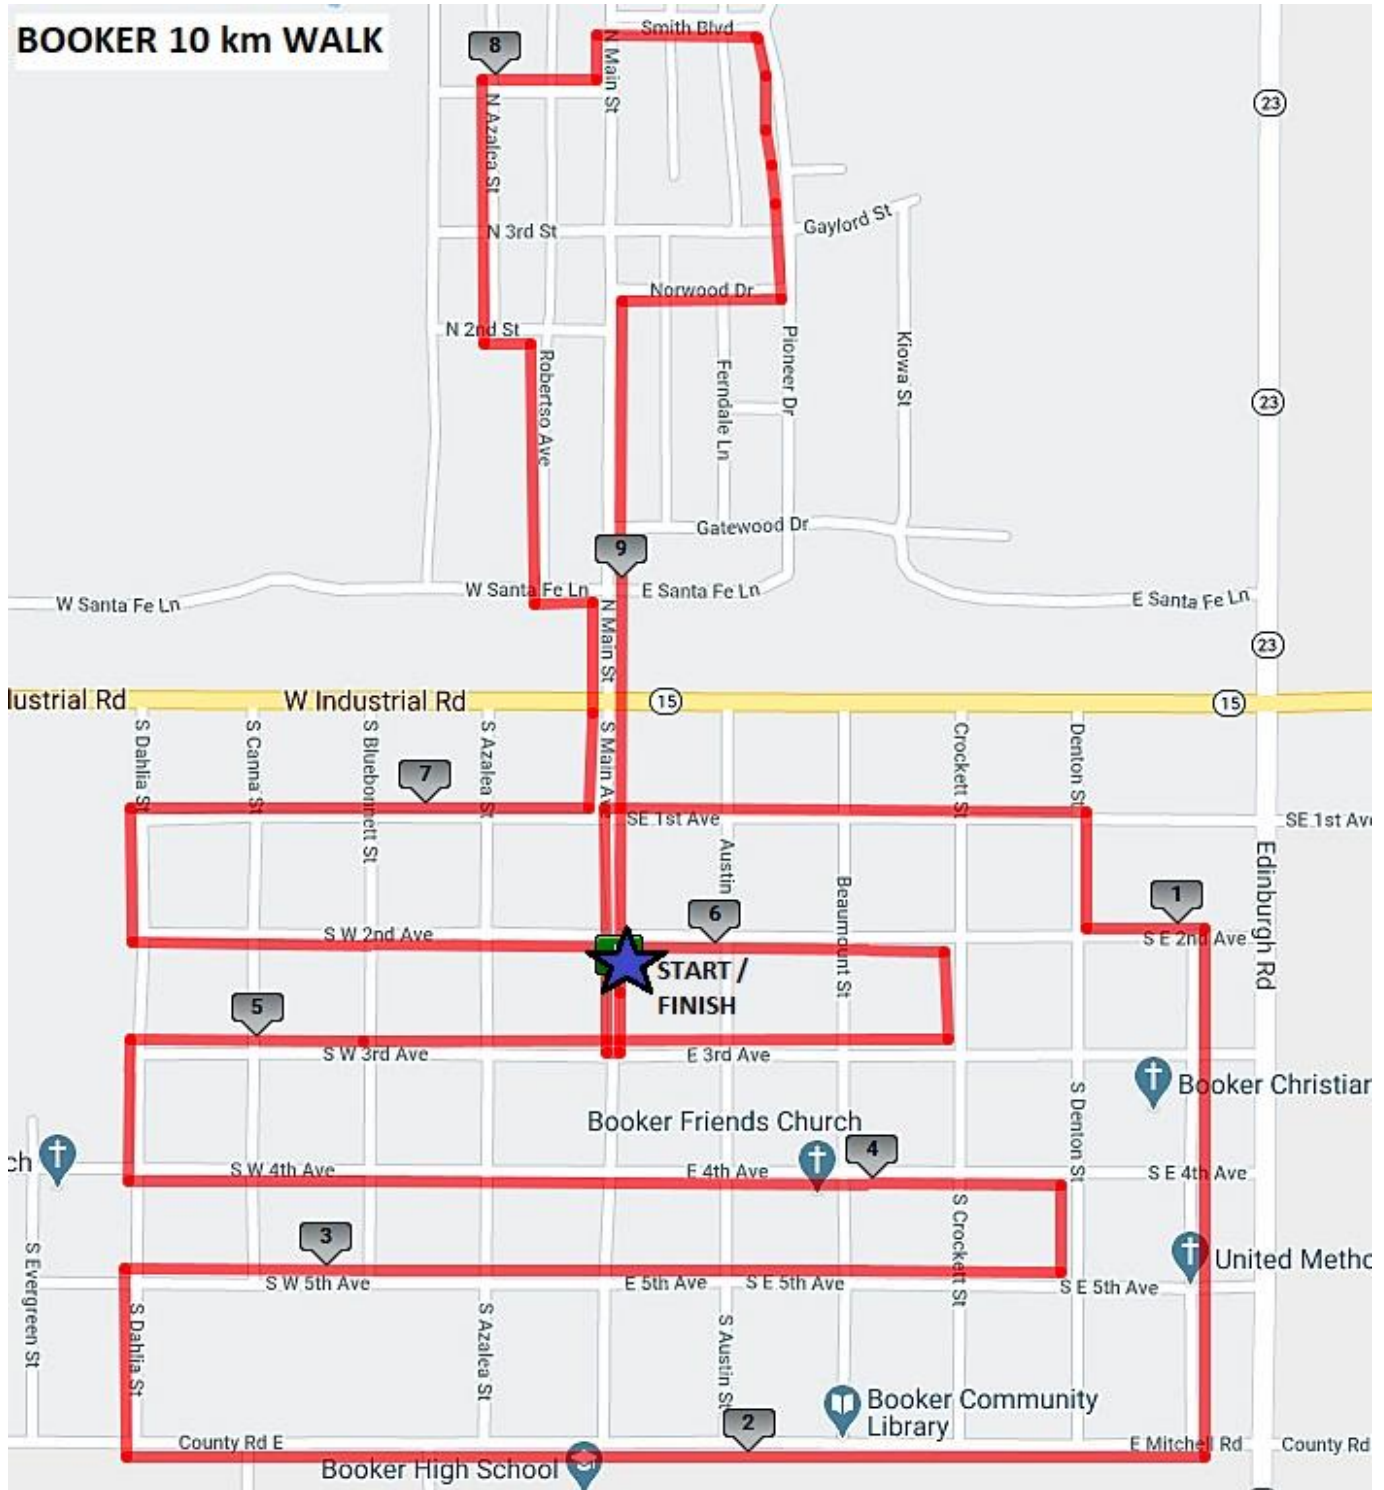 BOOKER 10 km WALK
8
Smith Blvd
N Main St
23
N Azalea St
N 3rd St
Gaylord St
Norwood Dr
N 2nd St
Robertso Ave
Ferndale Ln
Pioneer Dr
Kiowa St
23
Gatewood Dr
9
W Santa Fe Ln
W Santa Fe Ln
E Santa Fe Ln
E Santa Fe Ln
N Main St
23
lustrial Rd
W Industrial Rd
15
15
S Dahlia St
S Canna St
S Bluebonnett St
S Azalea St
S Main Ave
Crockett St
Denton St
7
SE 1st Ave
SE 1st Ave
Austin
Beaumount St
Edinburgh Rd
1
6
S W 2nd Ave
S E 2nd Ave
START /
FINISH
5
S W 3rd Ave
E 3rd Ave
Booker Christian
S Denton St
Booker Friends Church
4
ch
S W 4th Ave
E 4th Ave
S E 4th Ave
S Crockett St
3
United Metho
S Evergreen St
S W 5th Ave
E 5th Ave
S E 5th Ave
S E 5th Ave
S Dahlia St
S Azalea St
S Austin St
Booker Community
Library
2
County Rd E
E Mitchell Rd
County Rd
Booker High School